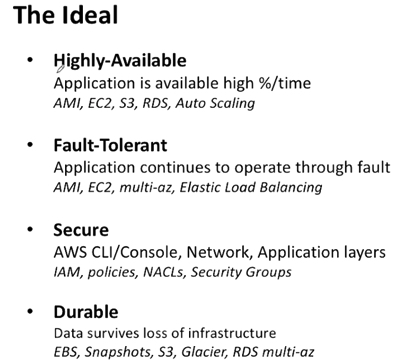 The Ideal
• Highly-Available
Application is available high %/time
AMI, EC2, S3, RDS, Auto Scaling
• Fault-Tolerant
Application continues to operate through fault
AMI, EC2, multi-az, Elastic Load Balancing
• Secure
AWS CLI/Console, Network, Application layers
IAM, policies, NACLs, Security Groups
• Durable
Data survives loss of infrastructure
EBS, Snapshots, S3, Glacier, RDS multi-az